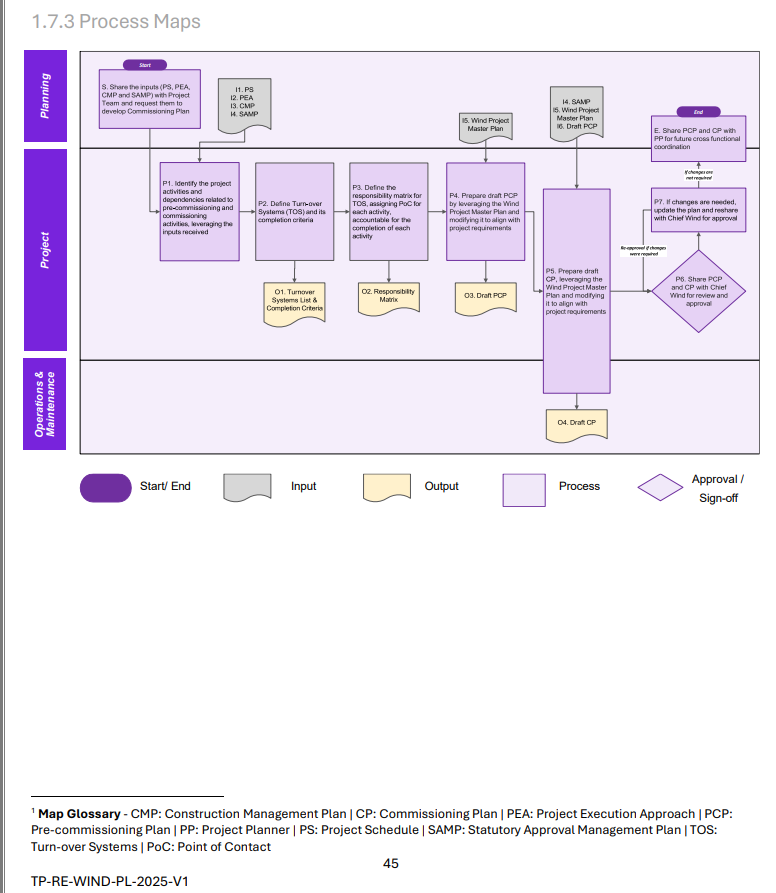 1.7.3 Process Maps
Planning
Start
S. Share the inputs (PS, PEA,
CMP and SAMP) with Project
Team and request them to
develop Commissioning Plan
I1. PS
I2. PEA
I3. CMP
I4. SAMP
I5. Wind Project
Master Plan
I4. SAMP
I5. Wind Project
Master Plan
I6. Draft PCP
End
E. Share PCP and CP with
PP for future cross functional
coordination
If changes are
not required
Project
P1. Identify the project
activities and
dependencies related to
pre-commissioning and
commissioning
activities, leveraging the
inputs received
P2. Define Turn-over
Systems (TOS) and its
completion criteria
P3. Define the
responsibility matrix for
TOS, assigning PoC for
each activity,
accountable for the
completion of each
activity
P4. Prepare draft PCP
by leveraging the Wind
Project Master Plan and
modifying it to align with
project requirements
P5. Prepare draft
CP, leveraging the
Wind Project Master
Plan and modifying
it to align with
project requirements
P7. If changes are needed,
update the plan and reshare
with Chief Wind for approval
Re-approval if changes
were required
P6. Share PCP
and CP with Chief
Wind for review and
approval
O1. Turnover
Systems List &
Completion Criteria
O2. Responsibility
Matrix
O3. Draft PCP
Operations &
Maintenance
O4. Draft CP
Start/ End
Input
Output
Process
Approval /
Sign-off
1 Map Glossary - CMP: Construction Management Plan | CP: Commissioning Plan | PEA: Project Execution Approach | PCP:
Pre-commissioning Plan | PP: Project Planner | PS: Project Schedule | SAMP: Statutory Approval Management Plan | TOS:
Turn-over Systems | PoC: Point of Contact
45
TP-RE-WIND-PL-2025-V1